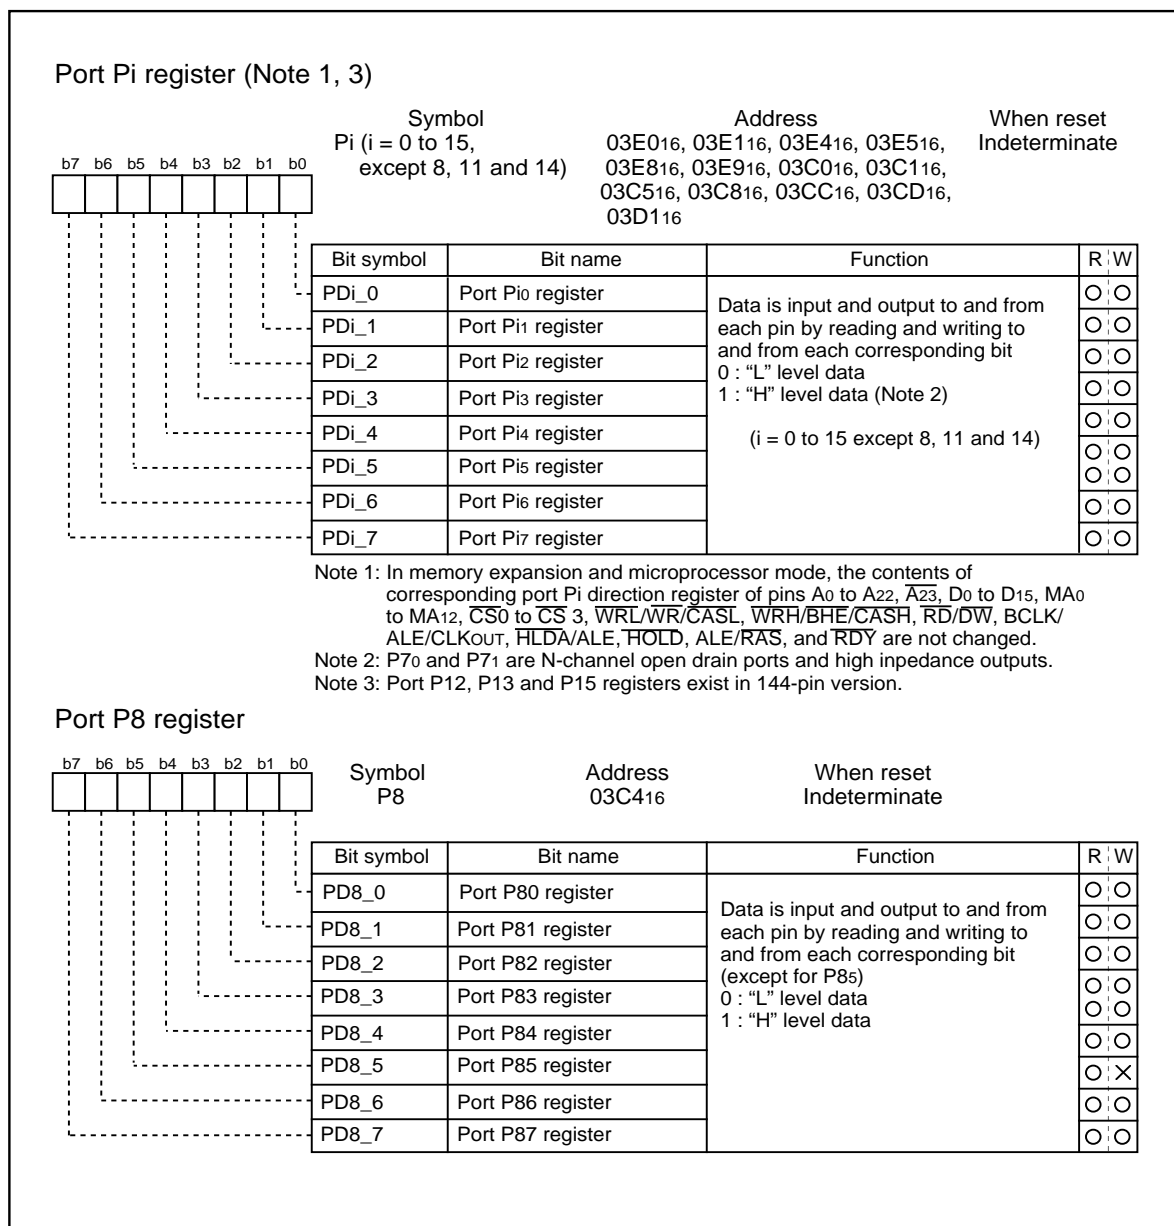 Port Pi register (Note 1, 3)
Symbol Address When reset
Pi (i = 0 to 15, 03E016, 03E116, 03E416, 03E516, Indeterminate
except 8, 11 and 14) 03E816, 03E916, 03C016, 03C116,
03C516, 03C816, 03CC16, 03CD16,
03D116
b7 b6 b5 b4 b3 b2 b1 b0
Bit symbol Bit name Function R W
PDi_0 Port Pi0 register
PDi_1 Port Pi1 register
PDi_2 Port Pi2 register
PDi_3 Port Pi3 register
PDi_4 Port Pi4 register
PDi_5 Port Pi5 register
PDi_6 Port Pi6 register
PDi_7 Port Pi7 register
Data is input and output to and from
each pin by reading and writing to
and from each corresponding bit
0 : “L” level data
1 : “H” level data (Note 2)
(i = 0 to 15 except 8, 11 and 14)
Note 1: In memory expansion and microprocessor mode, the contents of
corresponding port Pi direction register of pins A0 to A22, A23, D0 to D15, MA0
to MA12, CS0 to CS 3, WRL/WR/CASL, WRH/BHE/CASH, RD/DW, BCLK/
ALE/CLKOUT, HLDA/ALE, HOLD, ALE/RAS, and RDY are not changed.
Note 2: P70 and P71 are N-channel open drain ports and high inpedance outputs.
Note 3: Port P12, P13 and P15 registers exist in 144-pin version.
Port P8 register
b7 b6 b5 b4 b3 b2 b1 b0
Symbol Address When reset
P8 03C416 Indeterminate
Bit symbol Bit name Function R W
PD8_0 Port P80 register
PD8_1 Port P81 register
PD8_2 Port P82 register
PD8_3 Port P83 register
PD8_4 Port P84 register
PD8_5 Port P85 register
PD8_6 Port P86 register
PD8_7 Port P87 register
Data is input and output to and from
each pin by reading and writing to
and from each corresponding bit
(except for P85)
0 : “L” level data
1 : “H” level data